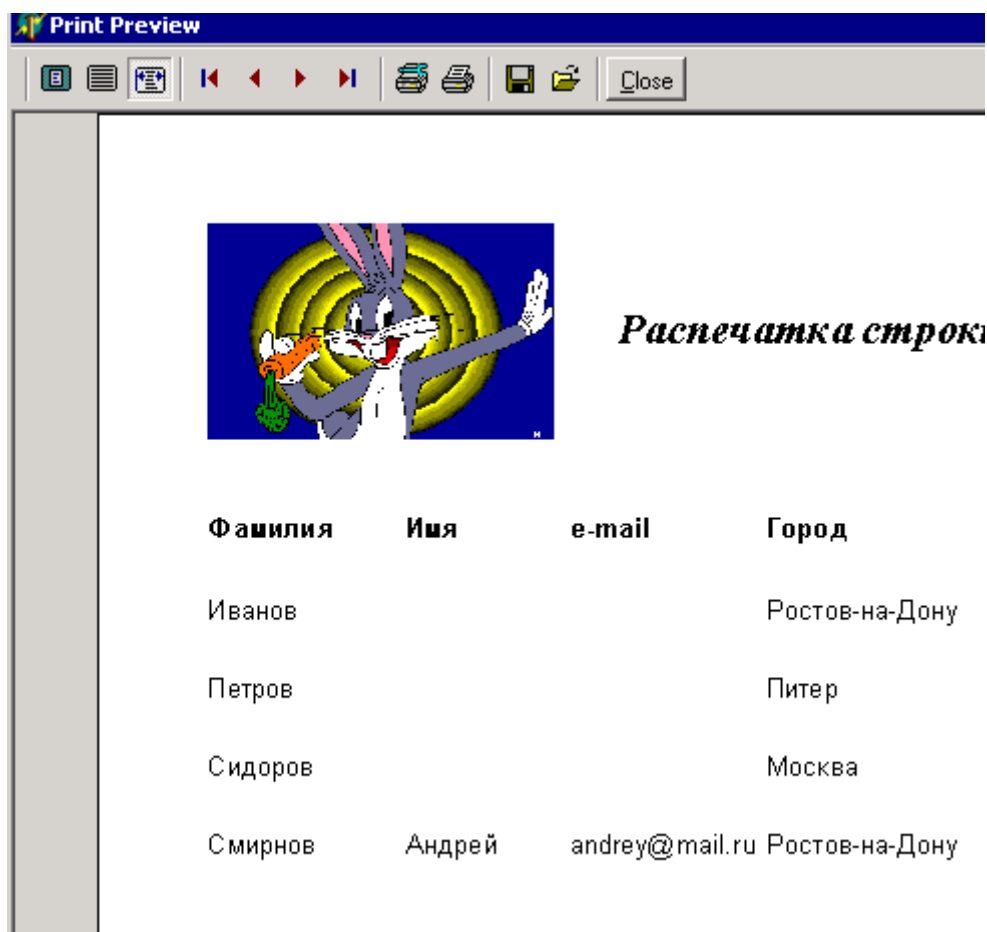 Print Preview
Close
Распечатка строк
Фамилия Имя e-mail Город
Иванов Ростов-на-Дону
Петров Питер
Сидоров Москва
Смирнов Андрей andrey@mail.ru Ростов-на-Дону